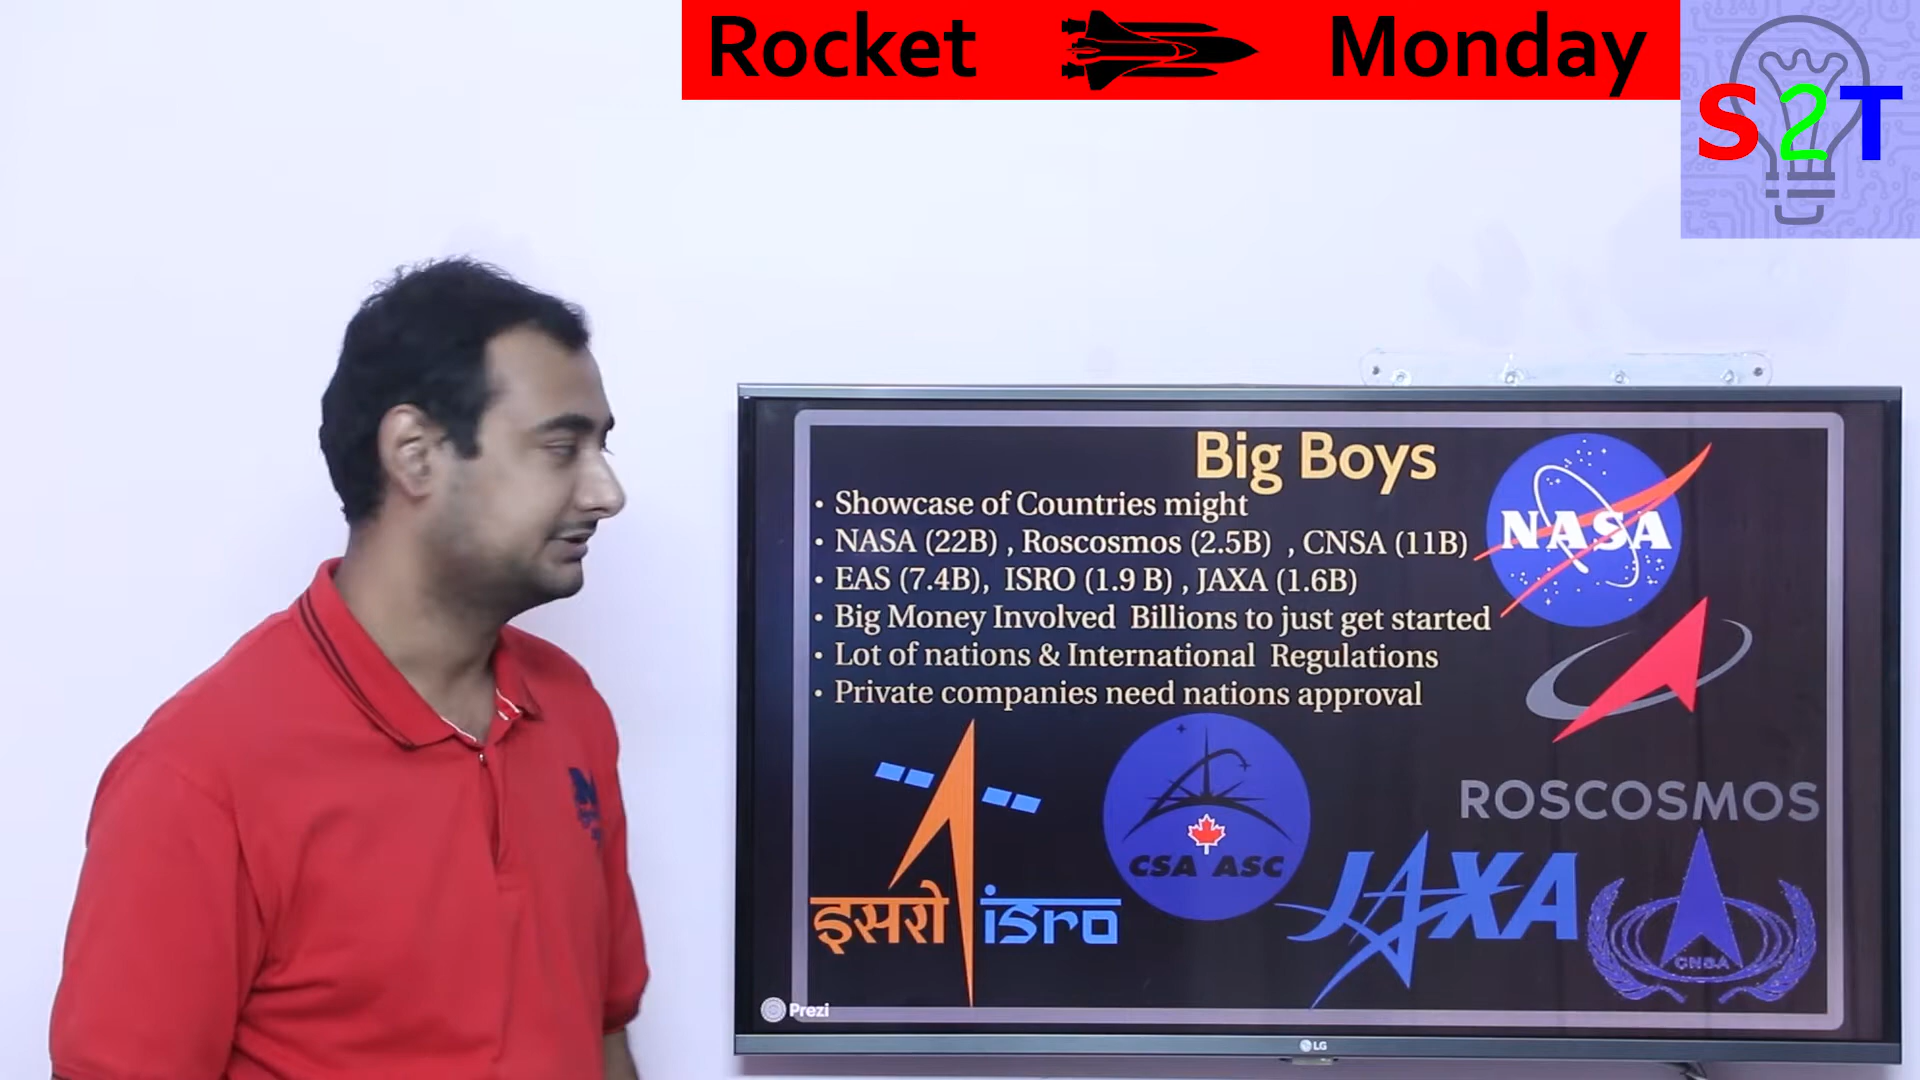 Rocket Monday
S2T
Big Boys
• Showcase of Countries might
• NASA (22B) , Roscosmos (2.5B) , CNSA (11B)
• EAS (7.4B), ISRO (1.9 B) , JAXA (1.6B)
• Big Money Involved Billions to just get started
• Lot of nations & International Regulations
• Private companies need nations approval
NASA
ROSCOSMOS
CSA ASC
इसरो isro
JAXA
CNSA
Prezi
LG